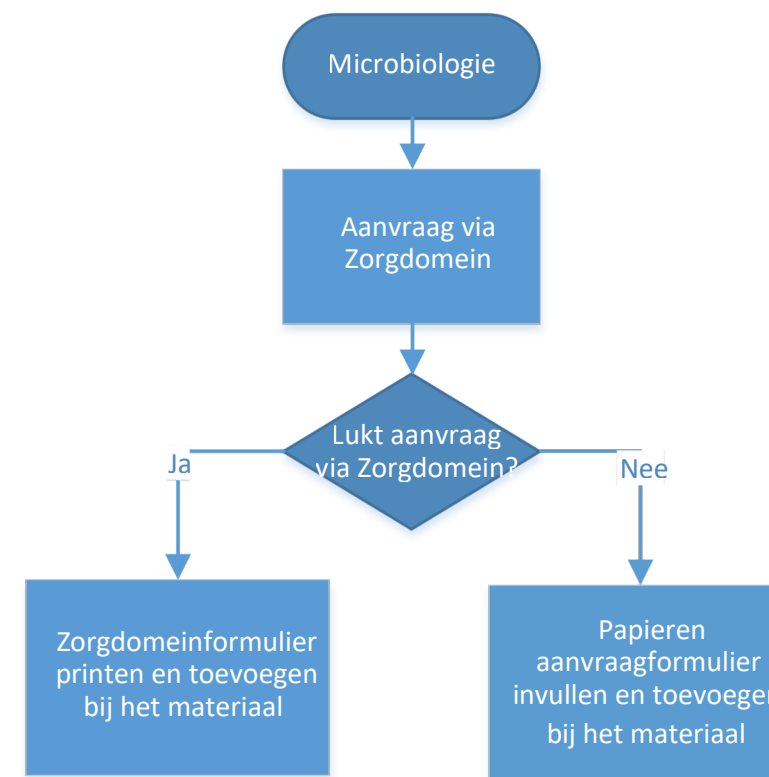 Microbiologie
Aanvraag via
Zorgdomein
Lukt aanvraag
via Zorgdomein?
Ja
Nee
Zorgdomeinformulier
printen en toevoegen
bij het materiaal
Papieren
aanvraagformulier
invullen en toevoegen
bij het materiaal